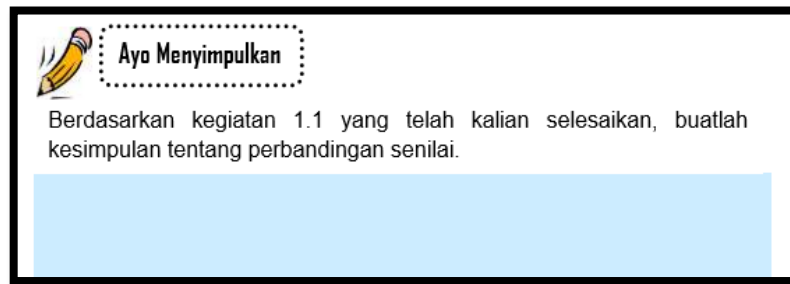 Ayo Menyimpulkan
Berdasarkan kegiatan 1.1 yang telah kalian selesaikan, buatlah
kesimpulan tentang perbandingan senilai.